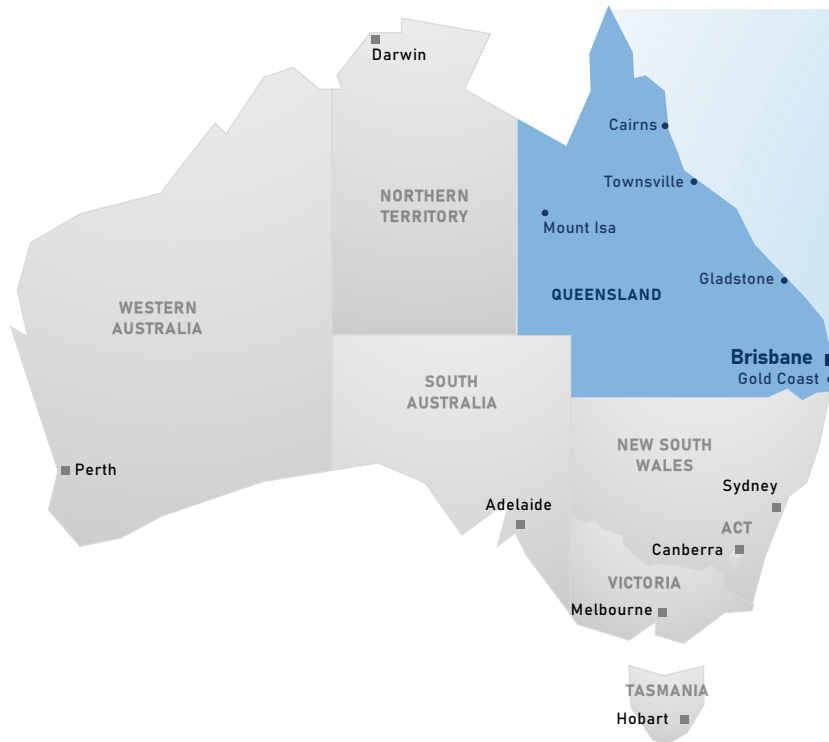 Darwin
Cairns
Townsville
NORTHERN
TERRITORY
Mount Isa
Gladstone
QUEENSLAND
WESTERN
AUSTRALIA
Brisbane
Gold Coast
SOUTH
AUSTRALIA
NEW SOUTH
WALES
Perth
Sydney
Adelaide
ACT
Canberra
VICTORIA
Melbourne
TASMANIA
Hobart